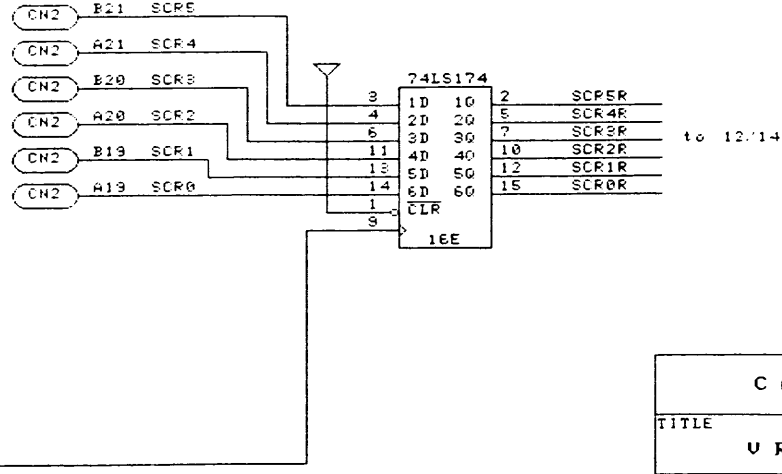 CN2 B21 SCR5
CN2 A21 SCR4
CN2 B20 SCR3
CN2 A20 SCR2
CN2 B19 SCR1
CN2 A19 SCR0
74LS174
3 1D 1Q 2 SCR5R
4 2D 2Q 5 SCR4R
6 3D 3Q 7 SCR3R
11 4D 4Q 10 SCR2R
13 5D 5Q 12 SCR1R
14 6D 6Q 15 SCR0R
1 CLR
9
16E
to 12/14
C
TITLE
V R